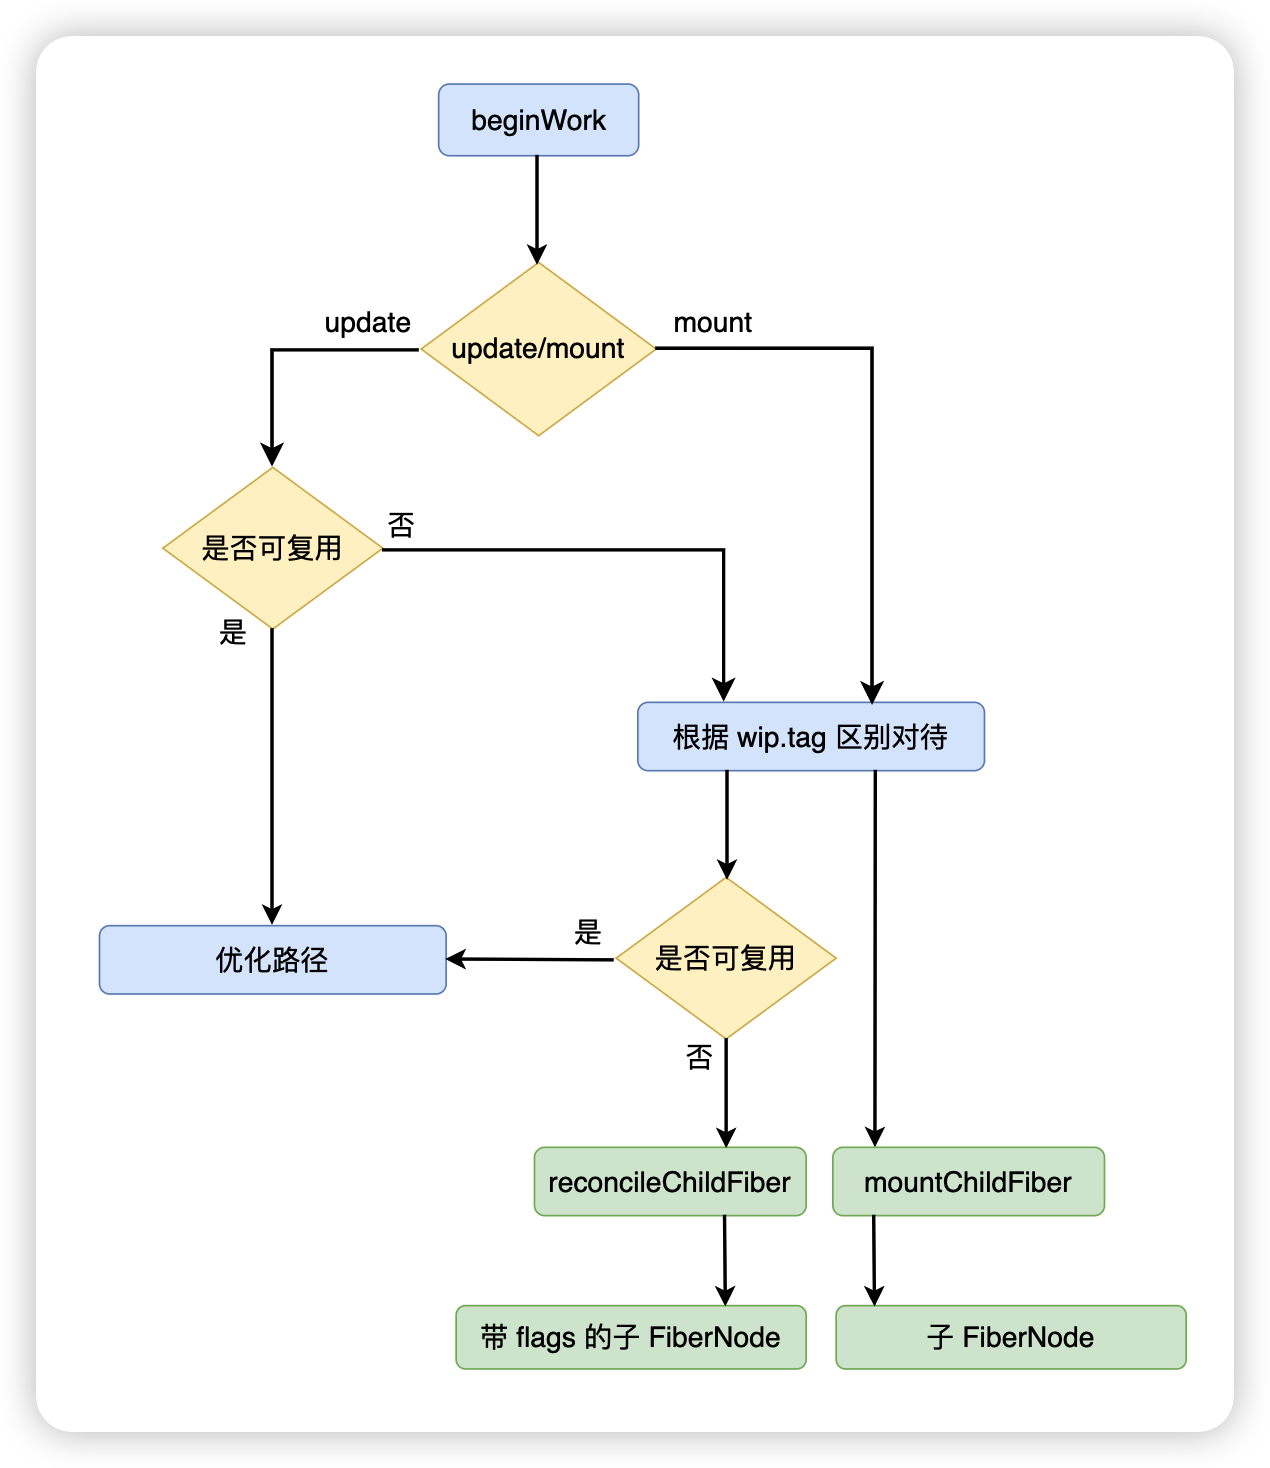 beginWork
update
mount
update/mount
否
是否可复用
是
根据 wip.tag 区别对待
是
优化路径
是否可复用
否
reconcileChildFiber
mountChildFiber
带 flags 的子 FiberNode
子 FiberNode